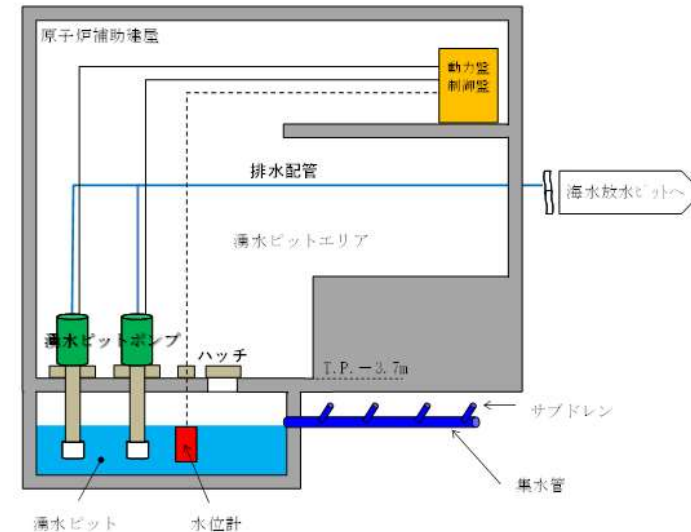 原子炉補助建屋
動力盤
制御盤
排水配管
海水放水ピットへ
湧水ピットエリア
湧水ピットポンプ
ハッチ
T.P.－3.7m
サブドレン
集水管
湧水ピット
水位計